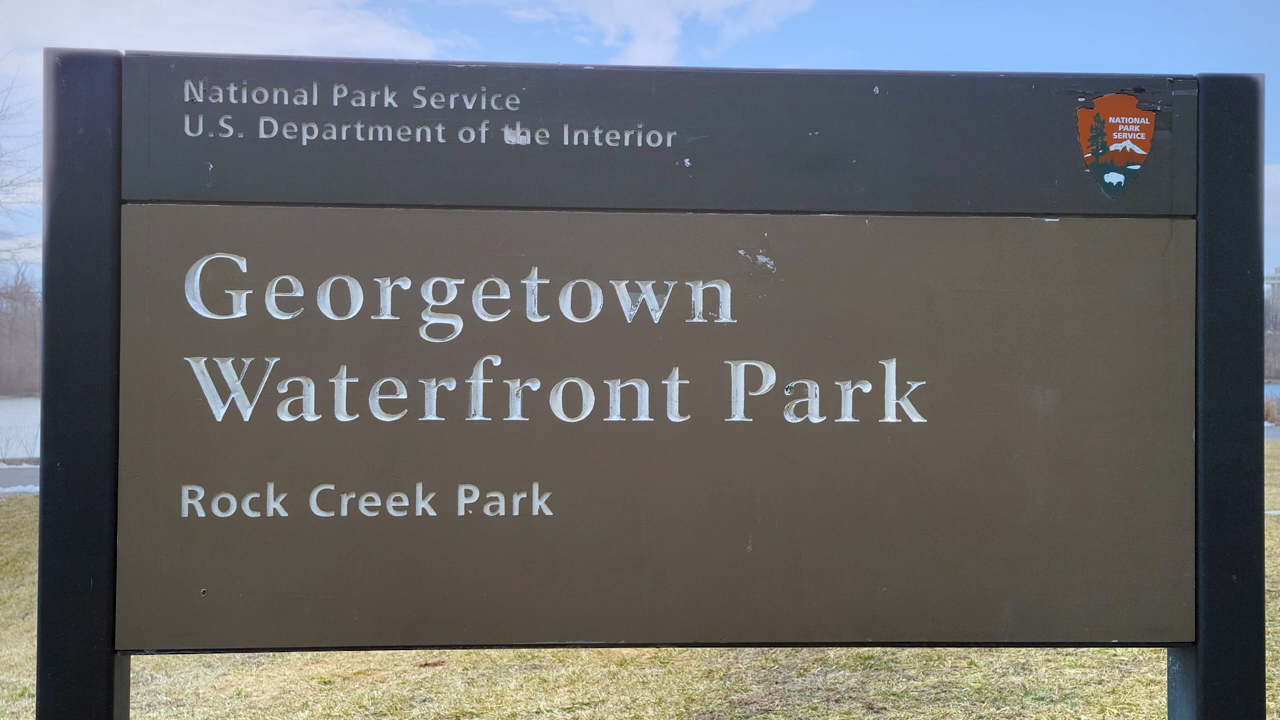 National Park Service
U.S. Department of the Interior
NATIONAL
PARK
SERVICE
Georgetown
Waterfront Park
Rock Creek Park